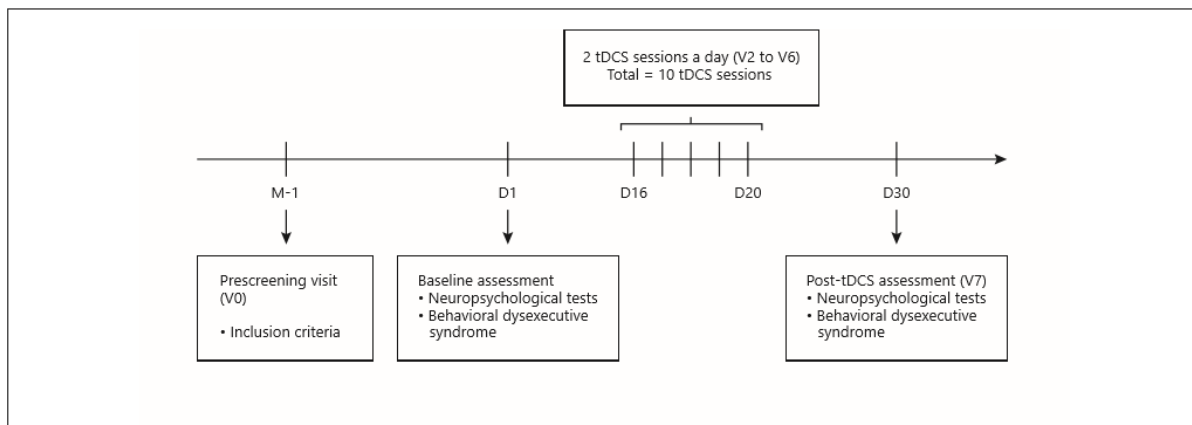 2 tDCS sessions a day (V2 to V6)
Total = 10 tDCS sessions
M-1
D1
D16
D20
D30
Prescreening visit
(V0)
• Inclusion criteria
Baseline assessment
• Neuropsychological tests
• Behavioral dysexecutive
syndrome
Post-tDCS assessment (V7)
• Neuropsychological tests
• Behavioral dysexecutive
syndrome